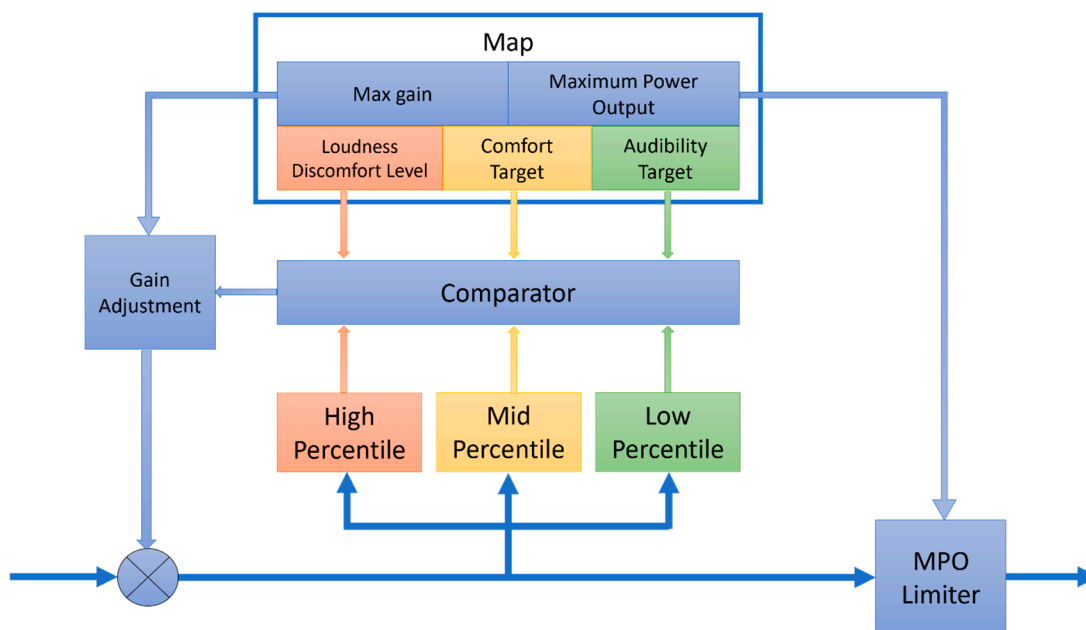 Map
Max gain
Maximum Power
Output
Loudness
Discomfort Level
Comfort
Target
Audibility
Target
Gain
Adjustment
Comparator
High
Percentile
Mid
Percentile
Low
Percentile
MPO
Limiter